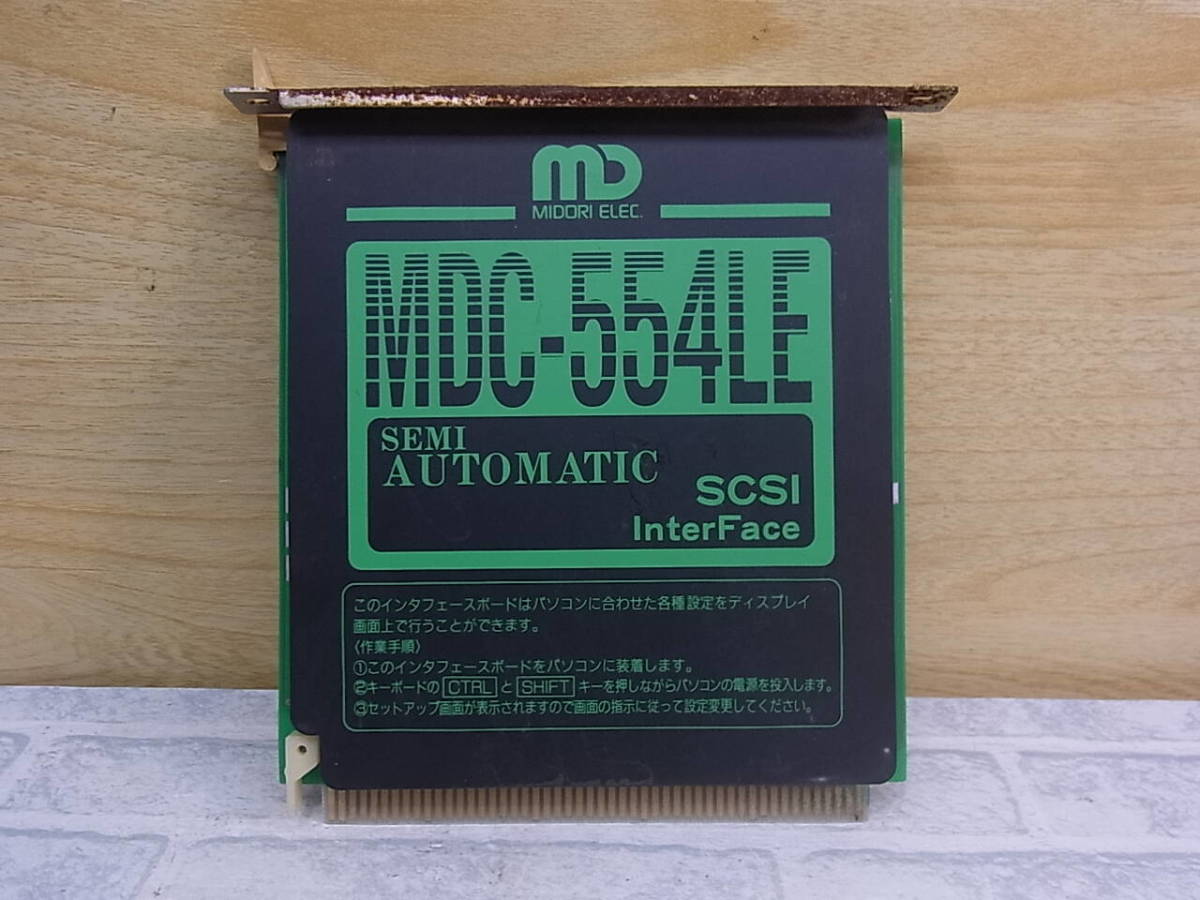 MD
MIDORI ELEC.
MDC-554LE
SEMI
AUTOMATIC
SCSI
InterFace
このインタフェースボードはパソコンに合わせた各種設定をディスプレイ
画面上で行うことができます。
〈作業手順〉
①このインタフェースボードをパソコンに装着します。
②キーボードの CTRL と SHIFT キーを押しながらパソコンの電源を投入します。
③セットアップ画面が表示されますので画面の指示に従って設定変更してください。